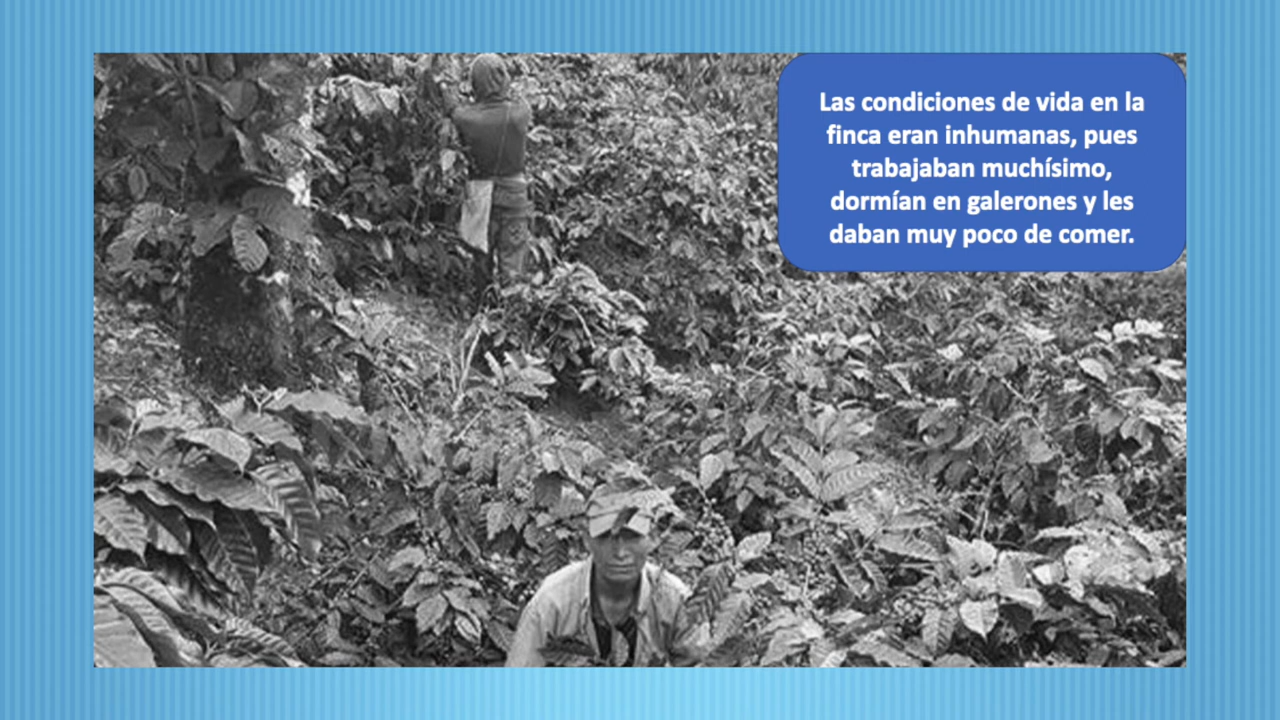 Las condiciones de vida en la
finca eran inhumanas, pues
trabajaban muchísimo,
dormían en galerones y les
daban muy poco de comer.